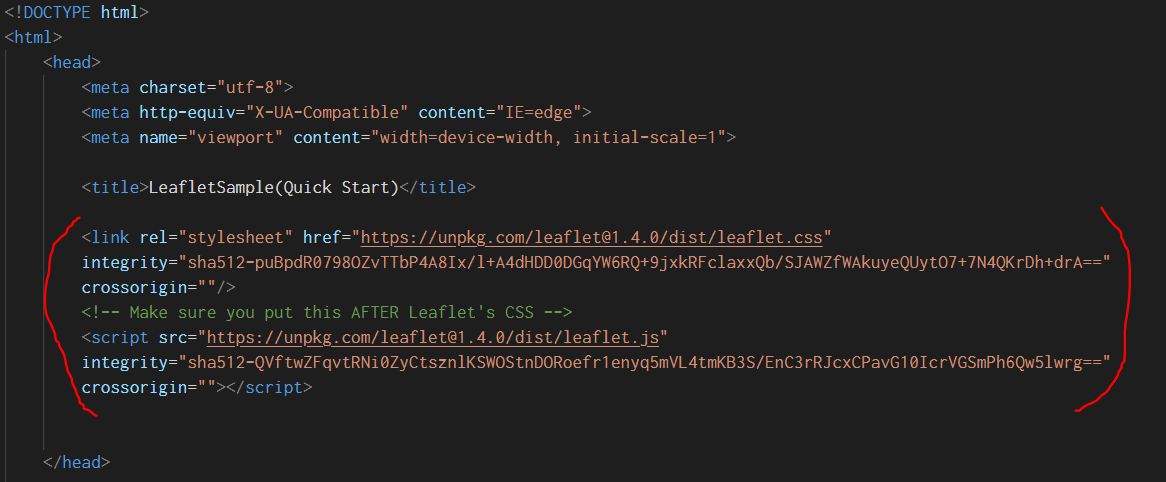 <!DOCTYPE html>
<html>
<head>
<meta charset="utf-8">
<meta http-equiv="X-UA-Compatible" content="IE=edge">
<meta name="viewport" content="width=device-width, initial-scale=1">
<title>LeafletSample(Quick Start)</title>
<link rel="stylesheet" href="https://unpkg.com/leaflet@1.4.0/dist/leaflet.css"
integrity="sha512-puBpdR0798OZvTTbP4A8Ix/l+A4dHDD0DGqYW6RQ+9jxkRFclaxxQb/SJAWZfWAkuyeQUytO7+7N4QKrDh+drA=="
crossorigin=""/>
<!-- Make sure you put this AFTER Leaflet's CSS -->
<script src="https://unpkg.com/leaflet@1.4.0/dist/leaflet.js"
integrity="sha512-QVftwZFqvtRNi0ZyCtsznlKSWOStnDORoefr1enyq5mVL4tmKB3S/EnC3rRJcxCPavG10IcrVGSmPh6Qw5lwrg=="
crossorigin=""></script>
</head>